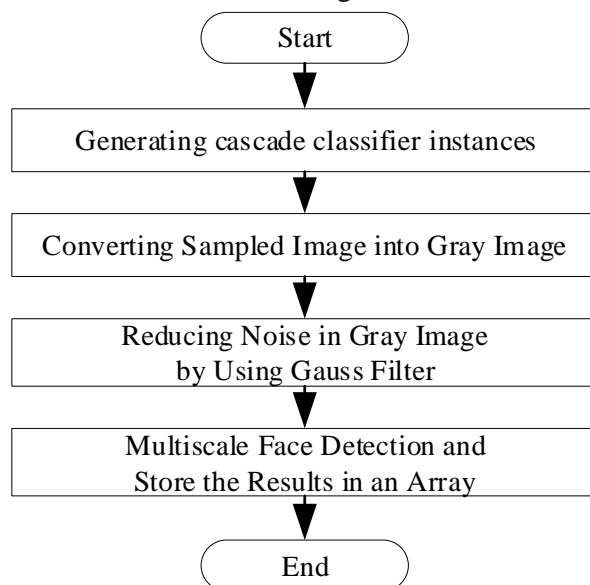 Start
Generating cascade classifier instances
Converting Sampled Image into Gray Image
Reducing Noise in Gray Image
by Using Gauss Filter
Multiscale Face Detection and
Store the Results in an Array
End